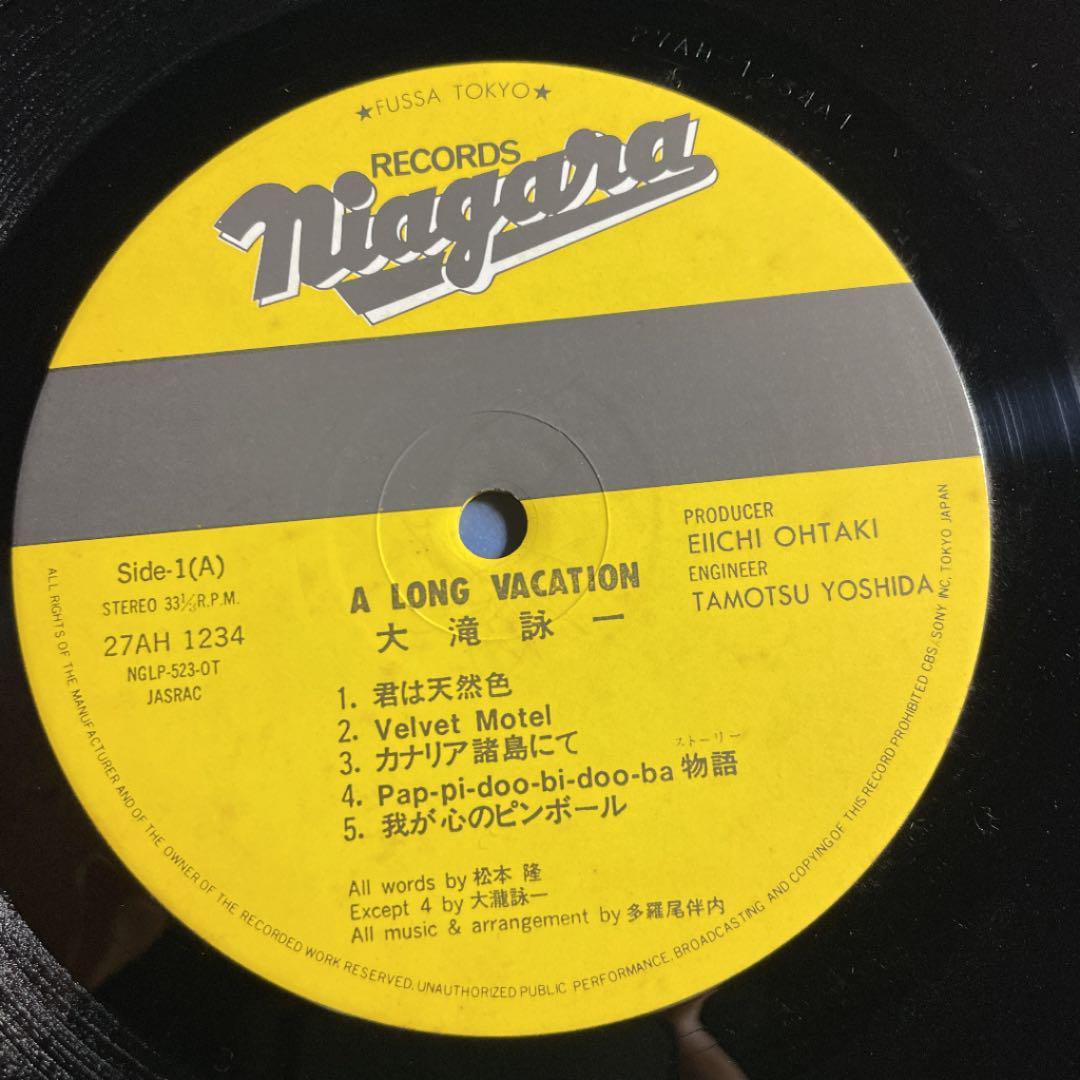 27AH-1234A1
★FUSSA TOKYO★
RECORDS
Niagara
Side-1(A)
STEREO 33⅓R.P.M.
27AH 1234
NGLP-523-OT
JASRAC
PRODUCER
EIICHI OHTAKI
ENGINEER
TAMOTSU YOSHIDA
A LONG VACATION
大滝詠一
1. 君は天然色
2. Velvet Motel
3. カナリア諸島にて
ストーリー
4. Pap-pi-doo-bi-doo-ba 物語
5. 我が心のピンボール
All words by 松本 隆
Except 4 by 大瀧詠一
All music & arrangement by 多羅尾伴内
ALL RIGHTS OF THE MANUFACTURER AND OF THE OWNER OF THE RECORDED WORK RESERVED. UNAUTHORIZED PUBLIC PERFORMANCE, BROADCASTING AND COPYING OF THIS RECORD PROHIBITED CBS/SONY INC, TOKYO JAPAN